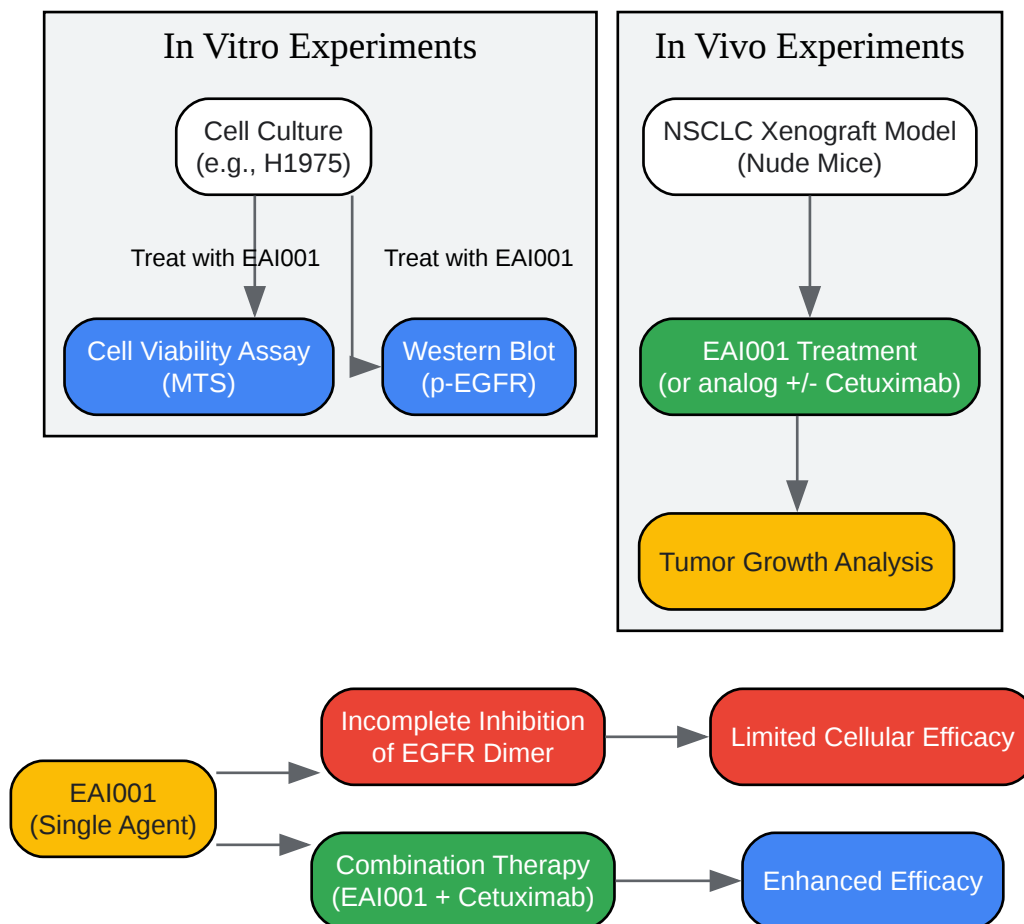 In Vitro Experiments
Cell Culture
(e.g., H1975)
Treat with EAI001
Treat with EAI001
Cell Viability Assay
(MTS)
Western Blot
(p-EGFR)
In Vivo Experiments
NSCLC Xenograft Model
(Nude Mice)
EAI001 Treatment
(or analog +/- Cetuximab)
Tumor Growth Analysis
EAI001
(Single Agent)
Incomplete Inhibition
of EGFR Dimer
Limited Cellular Efficacy
Combination Therapy
(EAI001 + Cetuximab)
Enhanced Efficacy